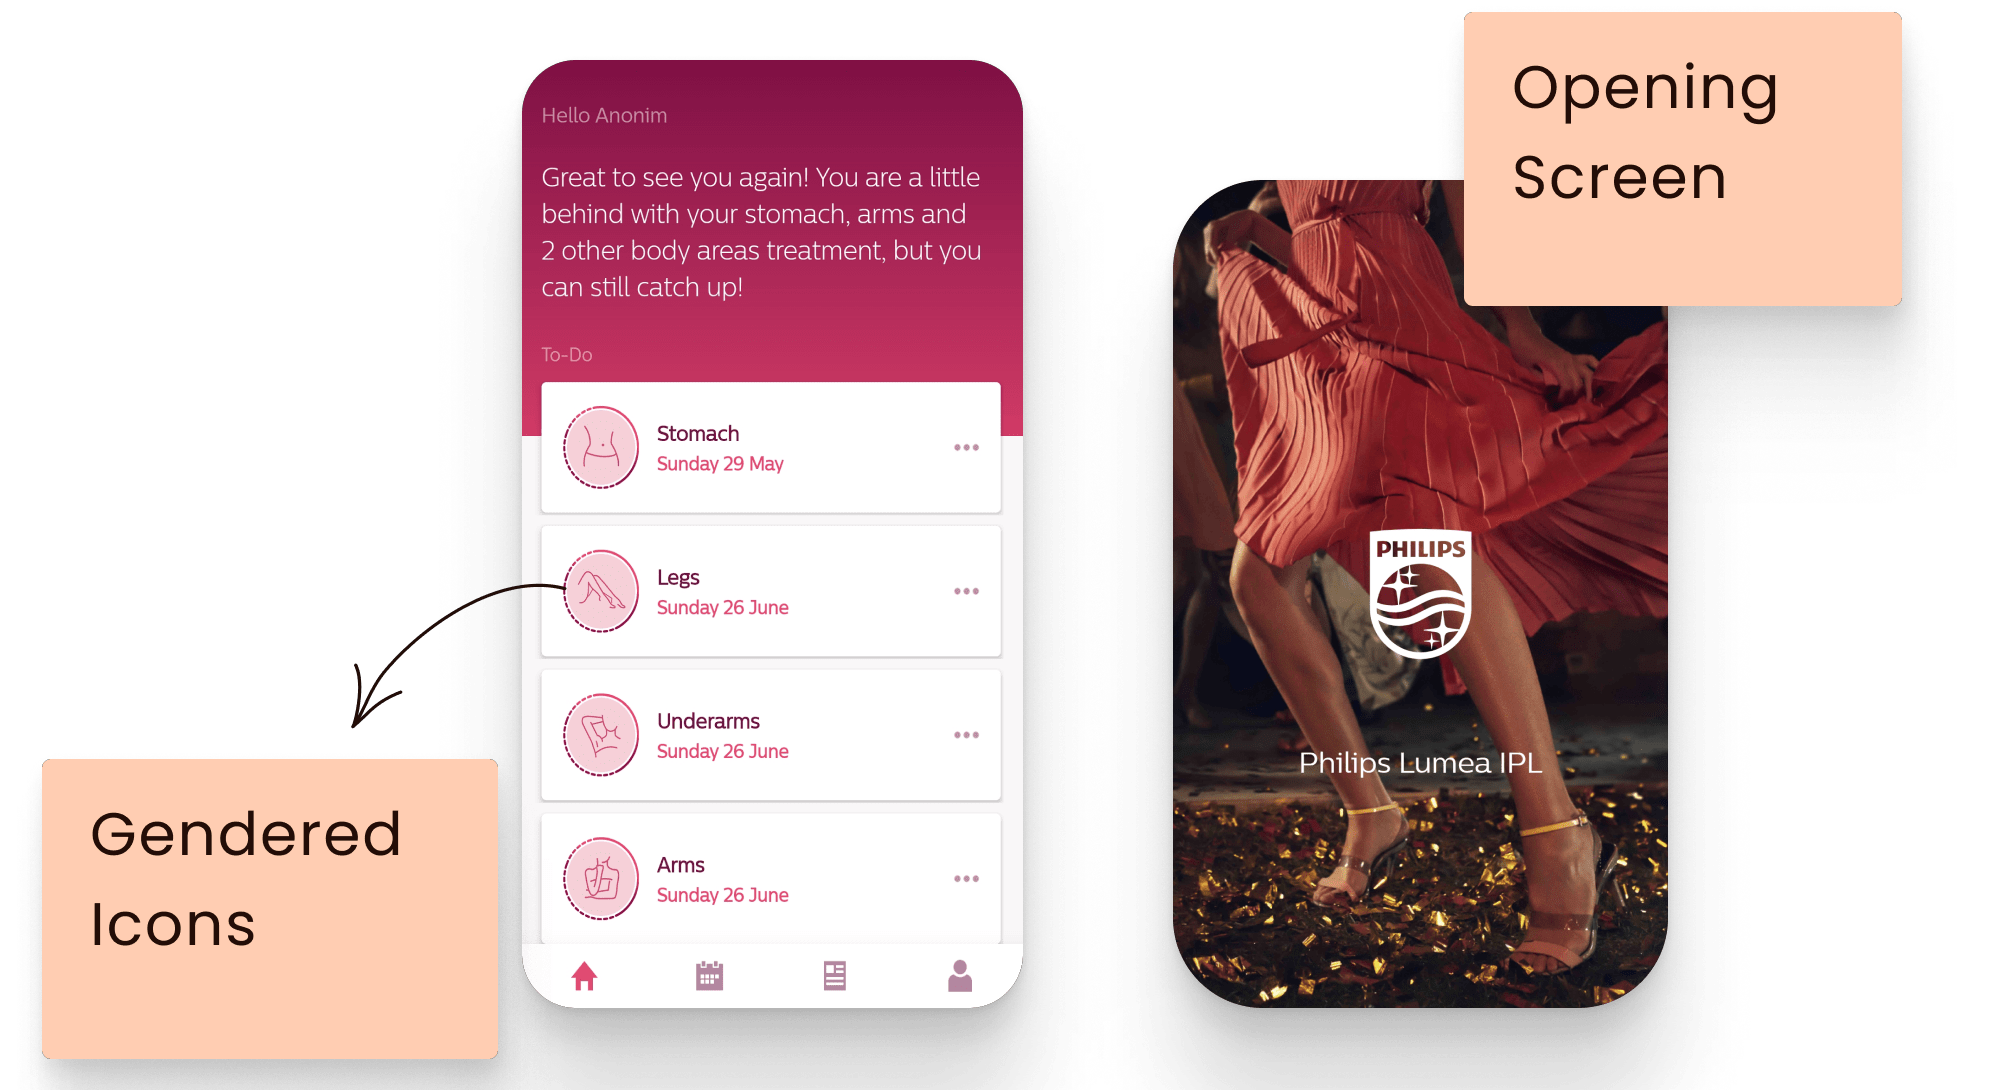 Opening
Screen
Hello Anonim
Great to see you again! You are a little
behind with your stomach, arms and
2 other body areas treatment, but you
can still catch up!
To-Do
Stomach
Sunday 29 May
Legs
Sunday 26 June
Underarms
Sunday 26 June
Arms
Sunday 26 June
Gendered
Icons
PHILIPS
Philips Lumea IPL